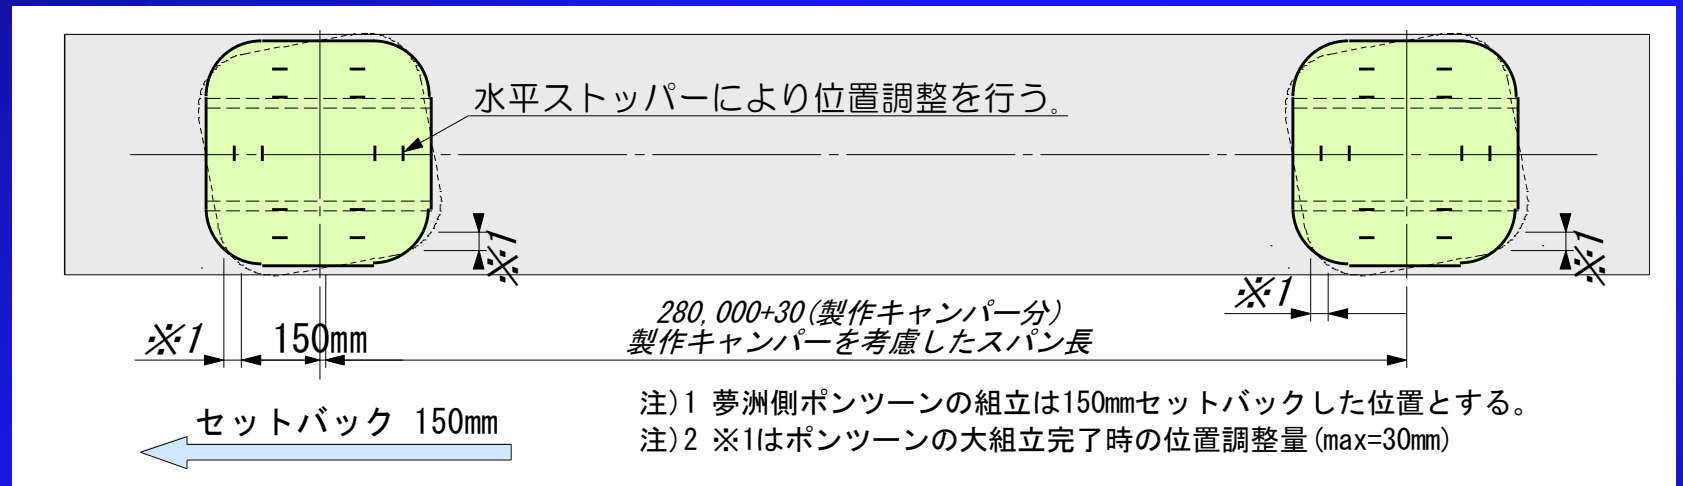 水平ストッパーにより位置調整を行う。
※1
※1
※1
280,000+30(製作キャンパー分)
※1 150mm
製作キャンパーを考慮したスパン長
セットバック 150mm
注)1 夢洲側ポンツーンの組立は150mmセットバックした位置とする。
注)2 ※1はポンツーンの大組立完了時の位置調整量(max=30mm)